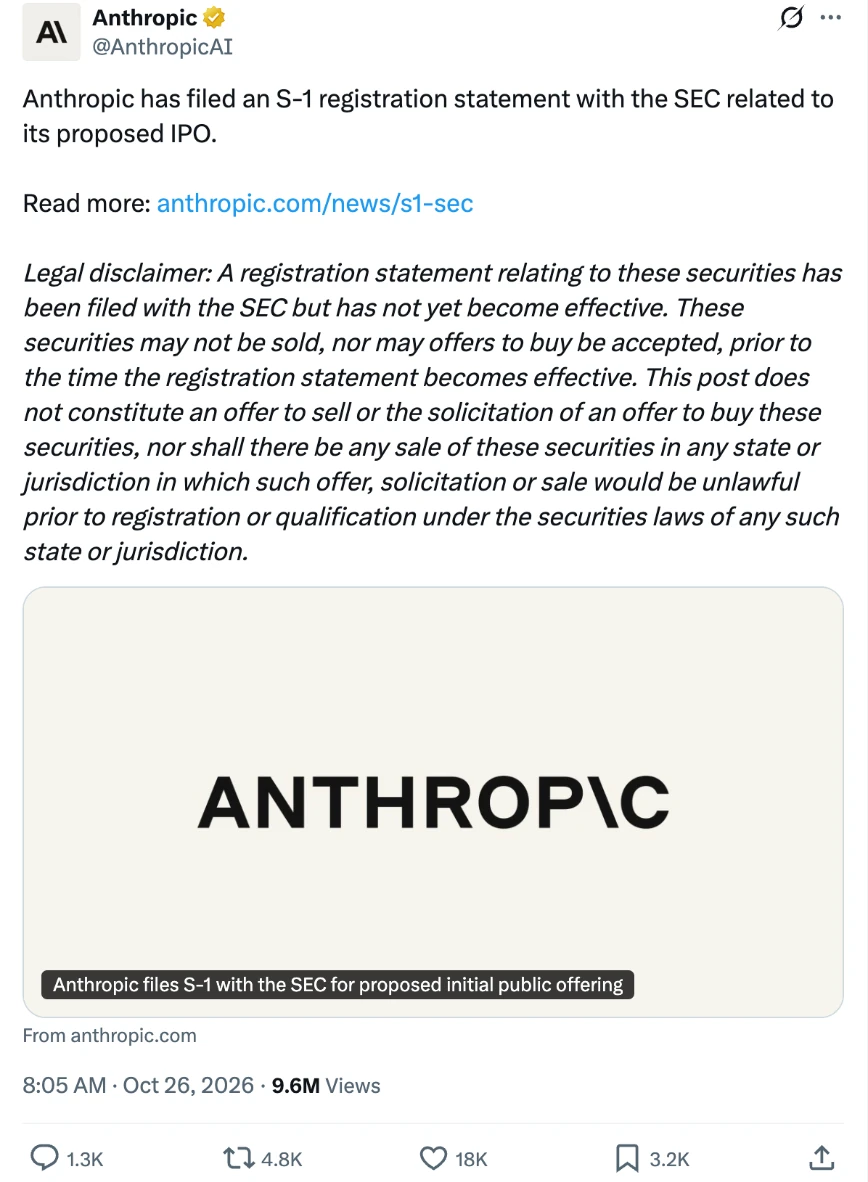 Anthropic
@AnthropicAI
Anthropic has filed an S-1 registration statement with the SEC related to
its proposed IPO.
Read more: anthropic.com/news/s1-sec
Legal disclaimer: A registration statement relating to these securities has
been filed with the SEC but has not yet become effective. These
securities may not be sold, nor may offers to buy be accepted, prior to
the time the registration statement becomes effective. This post does
not constitute an offer to sell or the solicitation of an offer to buy these
securities, nor shall there be any sale of these securities in any state or
jurisdiction in which such offer, solicitation or sale would be unlawful
prior to registration or qualification under the securities laws of any such
state or jurisdiction.
ANTHROP\C
Anthropic files S-1 with the SEC for proposed initial public offering
From anthropic.com
8:05 AM · Oct 26, 2026 · 9.6M Views
1.3K 4.8K 18K 3.2K